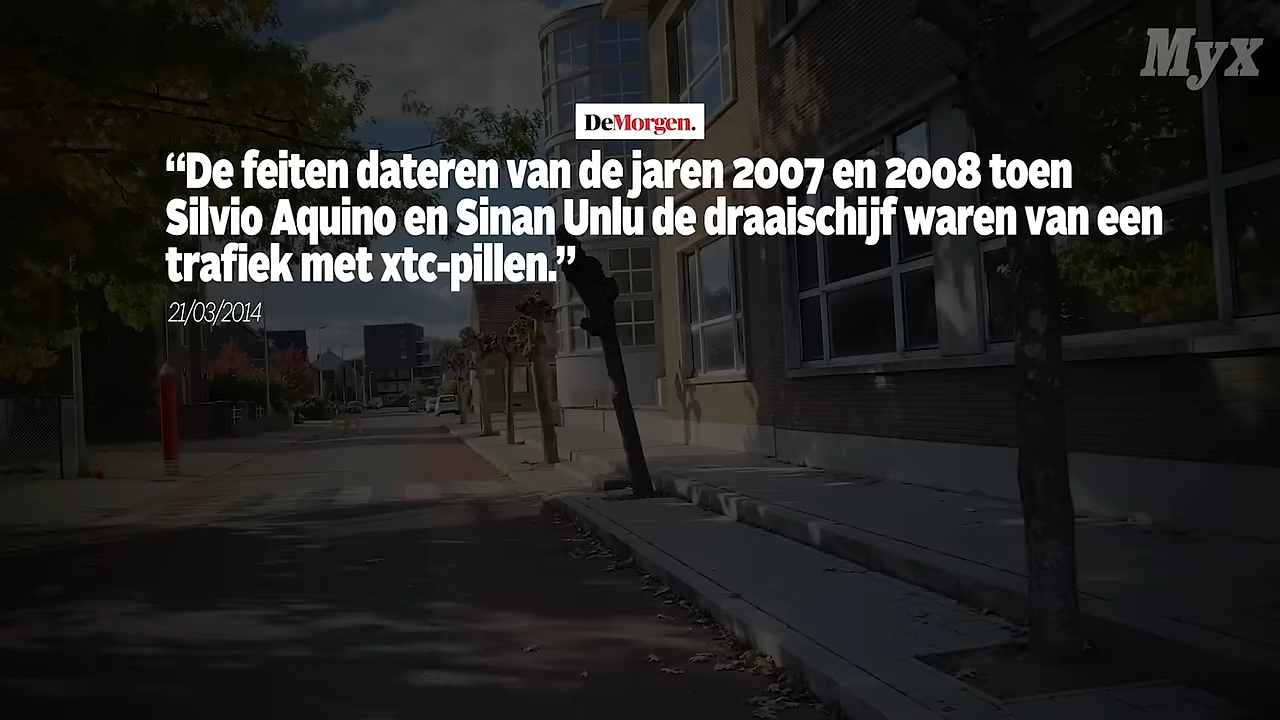 Myx
DeMorgen.
“De feiten dateren van de jaren 2007 en 2008 toen
Silvio Aquino en Sinan Unlu de draaischijf waren van een
trafiek met xtc-pillen.”
21/03/2014